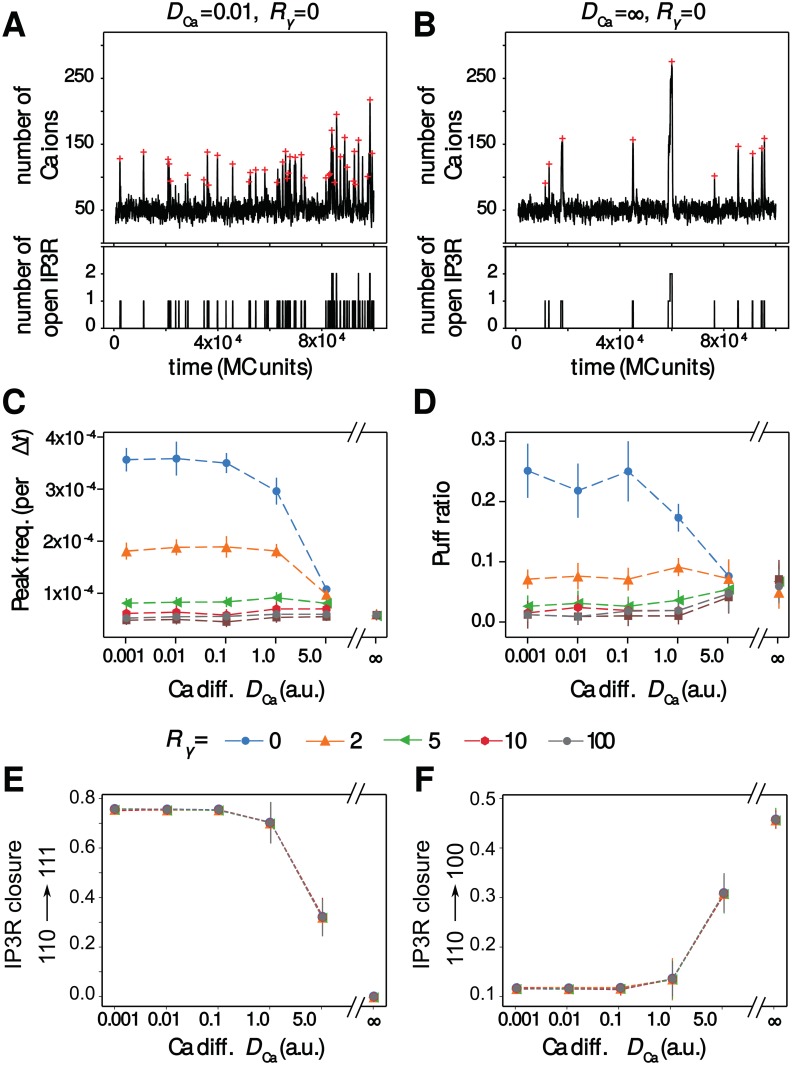 A
D_Ca=0.01, R_γ=0
number of
Ca ions
250
150
50
number of
open IP3R
2
1
0
0
4x10⁴
8x10⁴
time (MC units)
B
D_Ca=∞, R_γ=0
number of
Ca ions
250
150
50
number of
open IP3R
2
1
0
0
4x10⁴
8x10⁴
time (MC units)
C
Peak freq. (per Δt)
4x10⁻⁴
3x10⁻⁴
2x10⁻⁴
1x10⁻⁴
0.001 0.01 0.1 1.0 5.0 ∞
Ca diff. D_Ca (a.u.)
D
Puff ratio
0.3
0.2
0.1
0.0
0.001 0.01 0.1 1.0 5.0 ∞
Ca diff. D_Ca (a.u.)
R_γ= 0 2 5 10 100
E
IP3R closure
110 → 111
0.8
0.6
0.4
0.2
0.0
0.001 0.01 0.1 1.0 5.0 ∞
Ca diff. D_Ca (a.u.)
F
IP3R closure
110 → 100
0.5
0.4
0.3
0.2
0.1
0.001 0.01 0.1 1.0 5.0 ∞
Ca diff. D_Ca (a.u.)